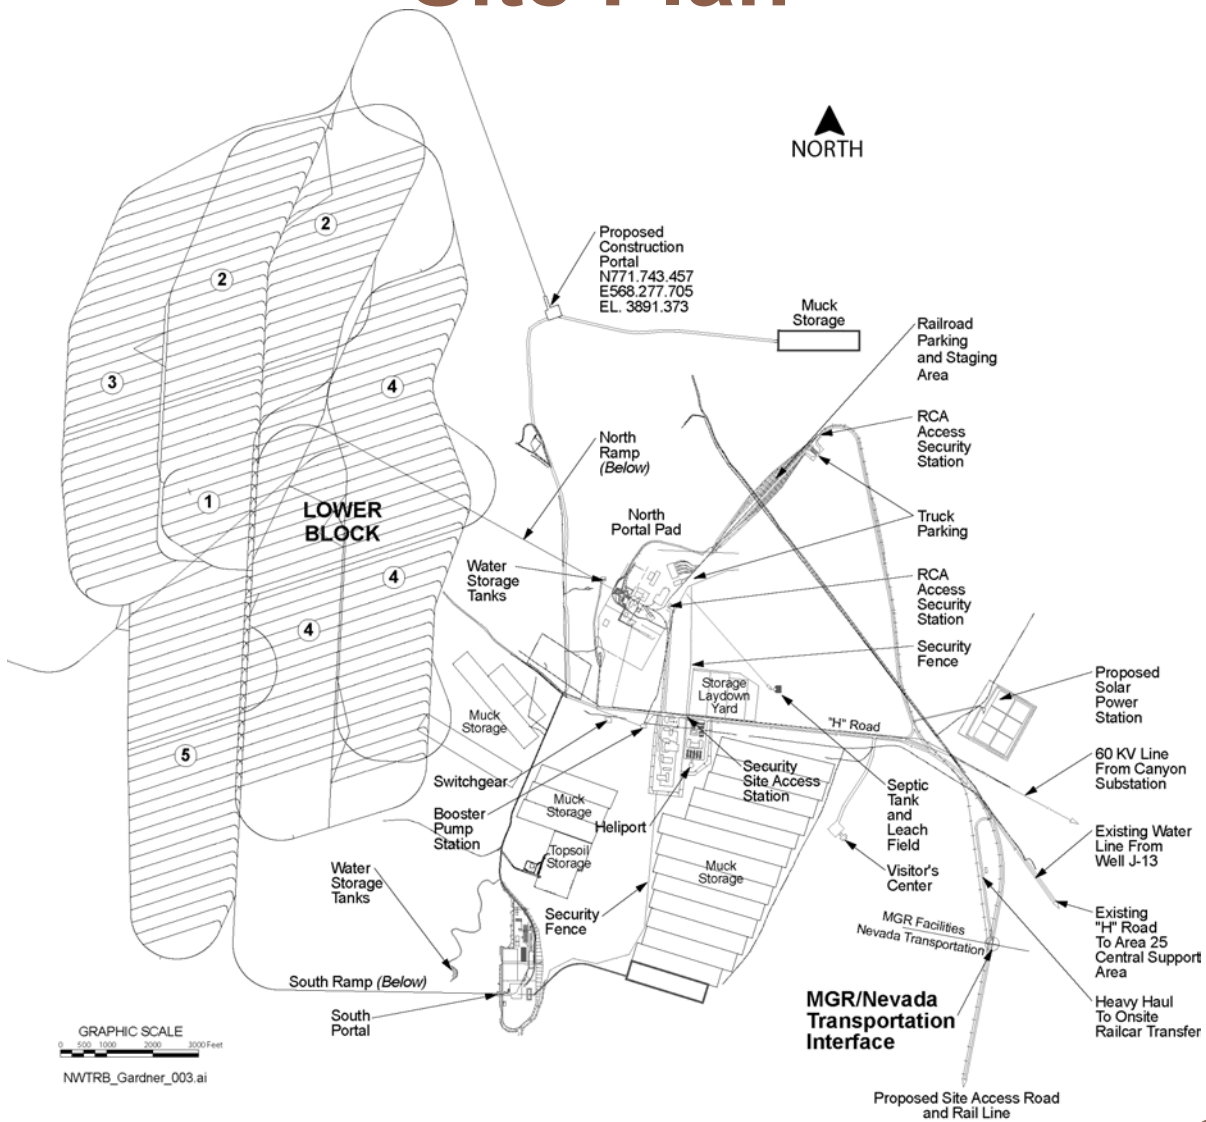 Site Plan
NORTH
Proposed
Construction
Portal
N771.743.457
E568.277.705
EL. 3891.373
Muck
Storage
Railroad
Parking
and Staging
Area
2
2
3
4
RCA
Access
Security
Station
North
Ramp
(Below)
1
LOWER
BLOCK
North
Portal Pad
Truck
Parking
Water
Storage
Tanks
RCA
Access
Security
Station
4
4
Security
Fence
Proposed
Solar
Power
Station
Storage
Laydown
Yard
Muck
Storage
"H" Road
5
60 KV Line
From Canyon
Substation
Switchgear
Security
Site Access
Station
Septic
Tank
and
Leach
Field
Muck
Storage
Booster
Pump
Station
Heliport
Existing Water
Line From
Well J-13
Topsoil
Storage
Muck
Storage
Visitor's
Center
Water
Storage
Tanks
Security
Fence
MGR Facilities
Nevada Transportation
Existing
"H" Road
To Area 25
Central Support
Area
South Ramp (Below)
South
Portal
MGR/Nevada
Transportation
Interface
Heavy Haul
To Onsite
Railcar Transfer
GRAPHIC SCALE
0 500 1000 2000 3000 Feet
NWTRB_Gardner_003.ai
Proposed Site Access Road
and Rail Line